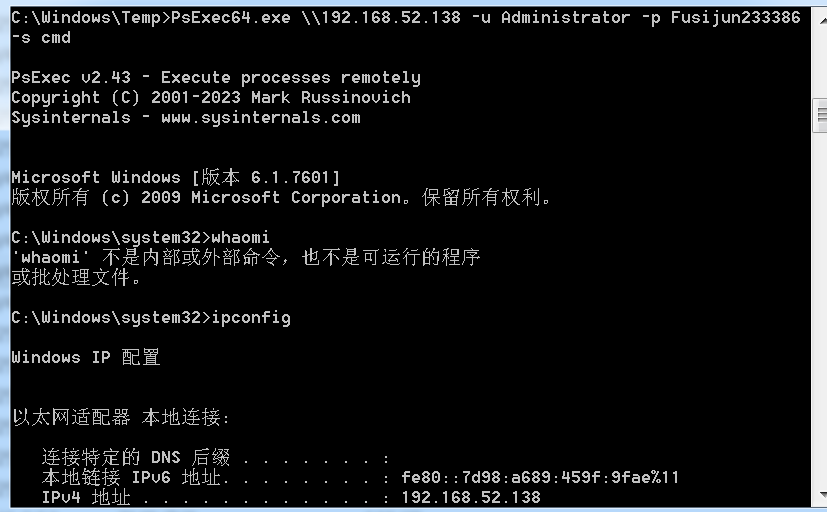 C:\Windows\Temp>PsExec64.exe \\192.168.52.138 -u Administrator -p Fusijun233386
-s cmd
PsExec v2.43 - Execute processes remotely
Copyright (C) 2001-2023 Mark Russinovich
Sysinternals - www.sysinternals.com
Microsoft Windows [版本 6.1.7601]
版权所有 (c) 2009 Microsoft Corporation。保留所有权利。
C:\Windows\system32>whaomi
'whaomi' 不是内部或外部命令，也不是可运行的程序
或批处理文件。
C:\Windows\system32>ipconfig
Windows IP 配置
以太网适配器 本地连接:
连接特定的 DNS 后缀 . . . . . . . :
本地链接 IPv6 地址. . . . . . . . : fe80::7d98:a689:459f:9fae%11
IPv4 地址 . . . . . . . . . . . . : 192.168.52.138